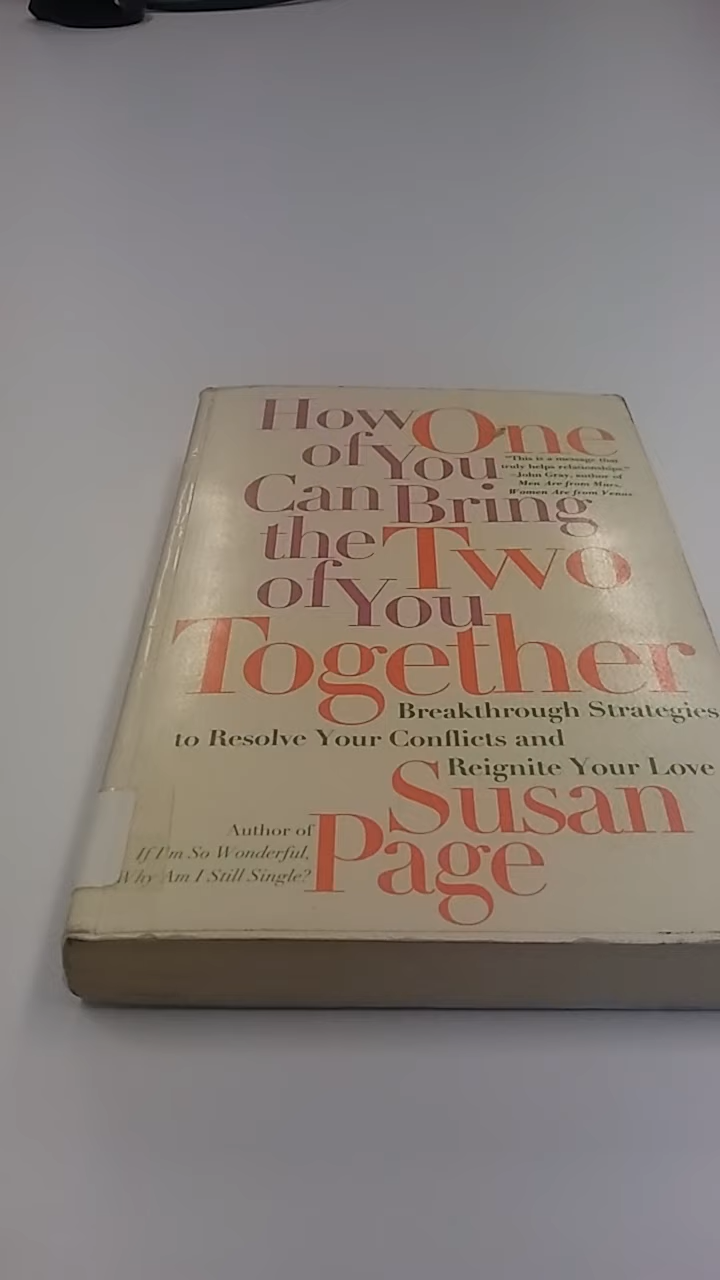 How One
of You
"This is a message that
truly helps relationships."
—John Gray, author of
Men Are from Mars,
Women Are from Venus
Can Bring
the Two
of You
Together
Breakthrough Strategies
to Resolve Your Conflicts and
Reignite Your Love
Susan
Page
Author of
If I'm So Wonderful,
Why Am I Still Single?